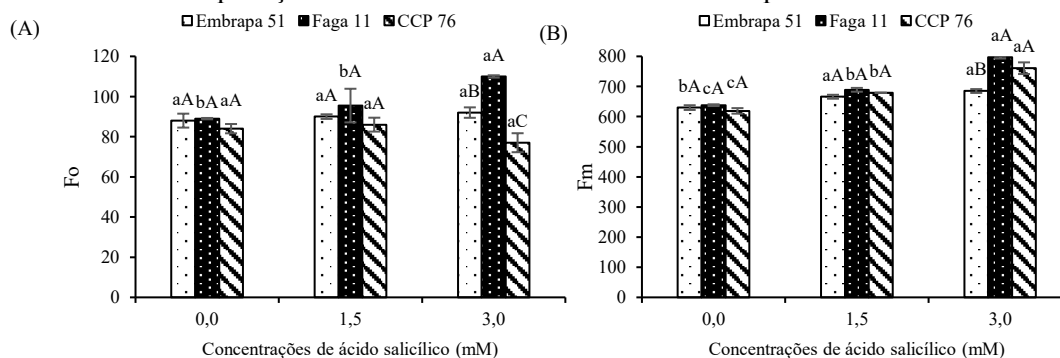 (A)
Embrapa 51 Faga 11 CCP 76
Fo
120
100
80
60
40
20
0
aA bA aA
aA bA aA
aB aA aC
0,0 1,5 3,0
Concentrações de ácido salicílico (mM)
(B)
Embrapa 51 Faga 11 CCP 76
Fm
800
700
600
500
400
300
200
100
0
bA cA cA
aA bA bA
aB aA aA
0,0 1,5 3,0
Concentrações de ácido salicílico (mM)